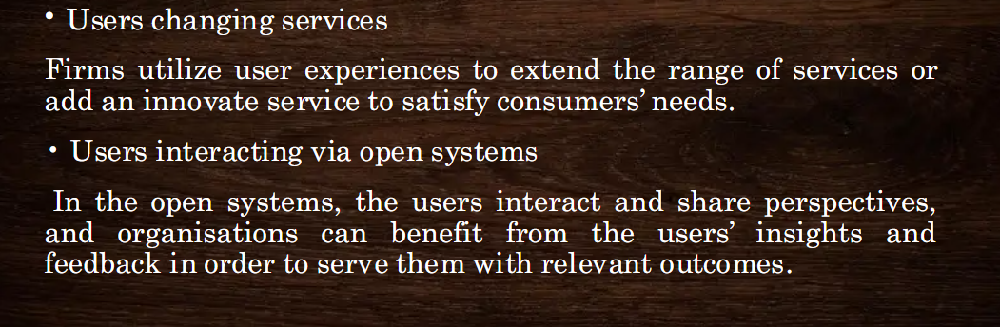 • Users changing services
Firms utilize user experiences to extend the range of services or
add an innovate service to satisfy consumers’ needs.
• Users interacting via open systems
In the open systems, the users interact and share perspectives,
and organisations can benefit from the users’ insights and
feedback in order to serve them with relevant outcomes.